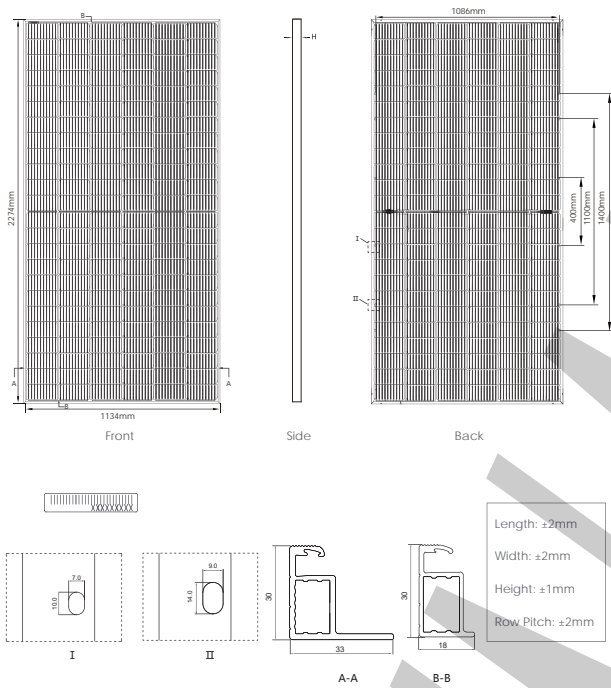 B
H
1086mm
2274mm
400mm
1100mm
1400mm
I
II
A
A
B
1134mm
Front
Side
Back
Length: ±2mm
Width: ±2mm
Height: ±1mm
Row Pitch: ±2mm
7.0
10.0
I
9.0
14.0
II
30
33
A-A
30
18
B-B